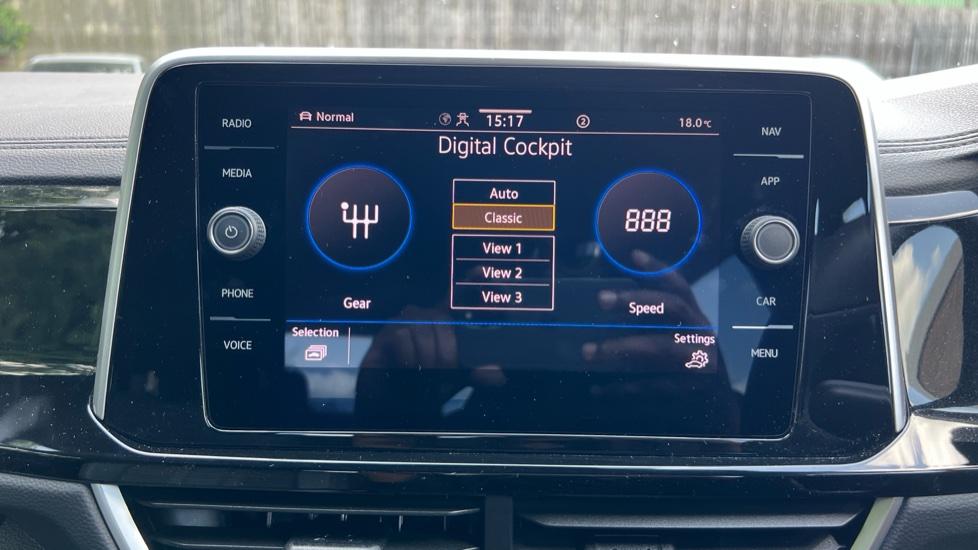 RADIO
MEDIA
PHONE
VOICE
Normal
15:17
2
18.0°C
Digital Cockpit
Auto
Classic
View 1
View 2
View 3
Gear
888
Speed
Selection
Settings
NAV
APP
CAR
MENU